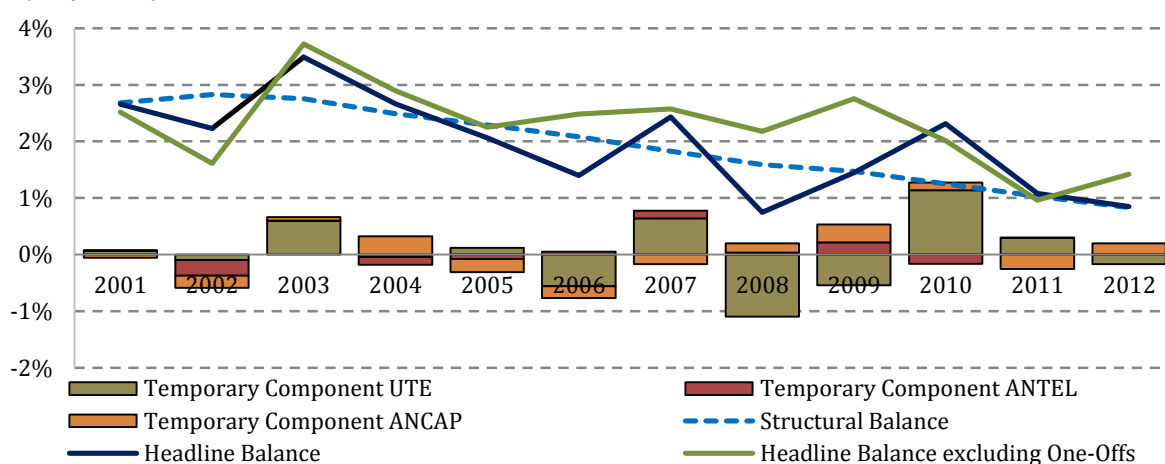 4%
3%
2%
1%
0%
2001 2002 2003 2004 2005 2006 2007 2008 2009 2010 2011 2012
-1%
-2%
Temporary Component UTE Temporary Component ANTEL
Temporary Component ANCAP Structural Balance
Headline Balance Headline Balance excluding One-Offs